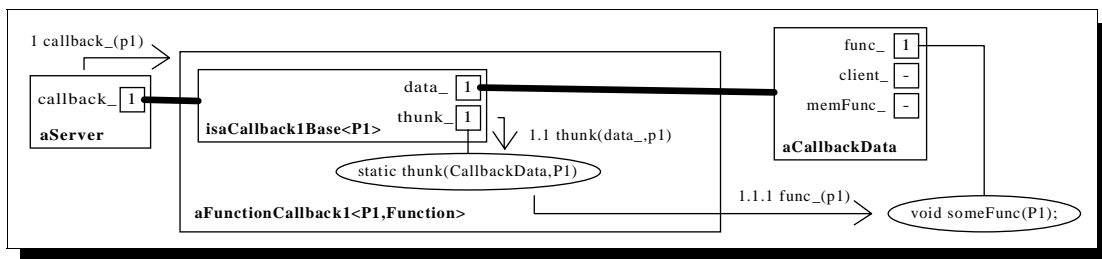 1 callback_(p1)
callback_ 1
aServer
data_ 1
thunk_ 1
isaCallback1Base<P1>
1.1 thunk(data_,p1)
static thunk(CallbackData,P1)
aFunctionCallback1<P1,Function>
func_ 1
client_ -
memFunc_ -
aCallbackData
1.1.1 func_(p1)
void someFunc(P1);